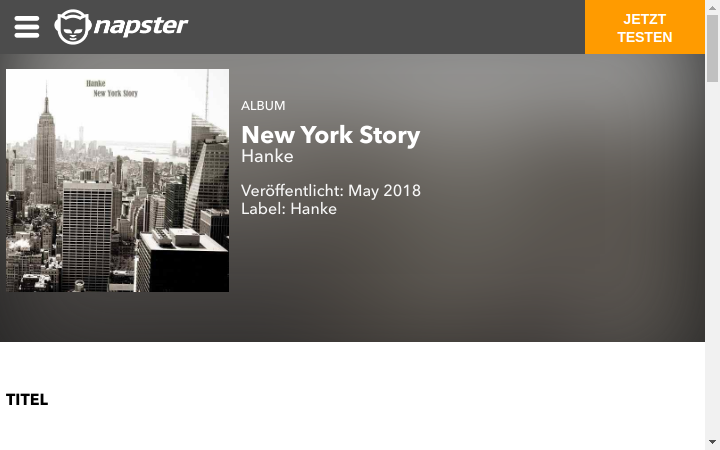 napster
JETZT
TESTEN
Hanke
New York Story
ALBUM
New York Story
Hanke
Veröffentlicht: May 2018
Label: Hanke
TITEL